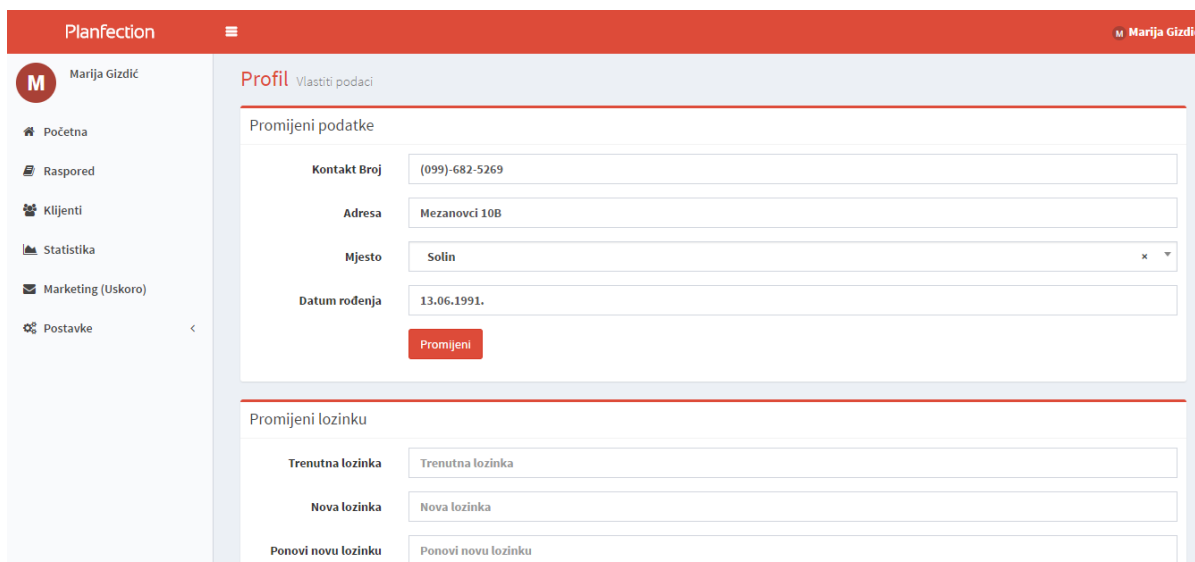 Planfection
M Marija Gizdić
M Marija Gizdić
Početna
Raspored
Klijenti
Statistika
Marketing (Uskoro)
Postavke <
Profil Vlastiti podaci
Promijeni podatke
Kontakt Broj (099)-682-5269
Adresa Mezanovci 10B
Mjesto Solin ×
Datum rođenja 13.06.1991.
Promijeni
Promijeni lozinku
Trenutna lozinka Trenutna lozinka
Nova lozinka Nova lozinka
Ponovi novu lozinku Ponovi novu lozinku